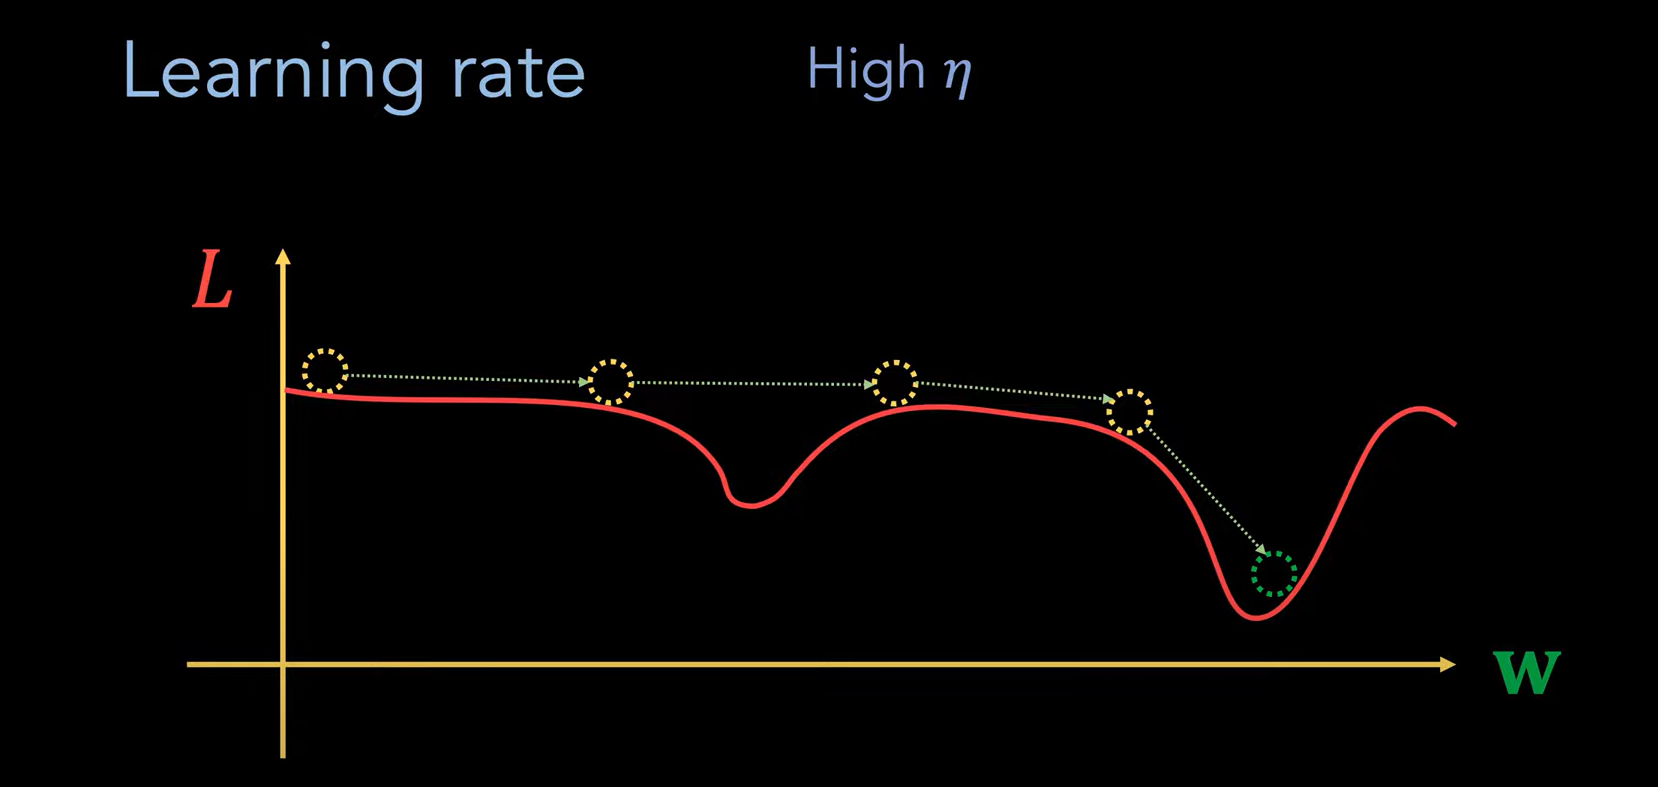 Learning rate
High η
L
w